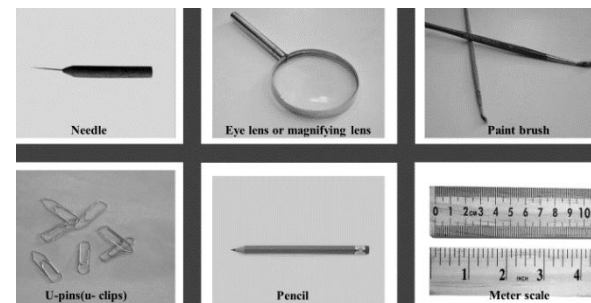 Needle
Eye lens or magnifying lens
Paint brush
U-pins(u- clips)
Pencil
0 1 2 CM 3 4 5 6 7 8 9 10
1 2 INCH 3 4
Meter scale